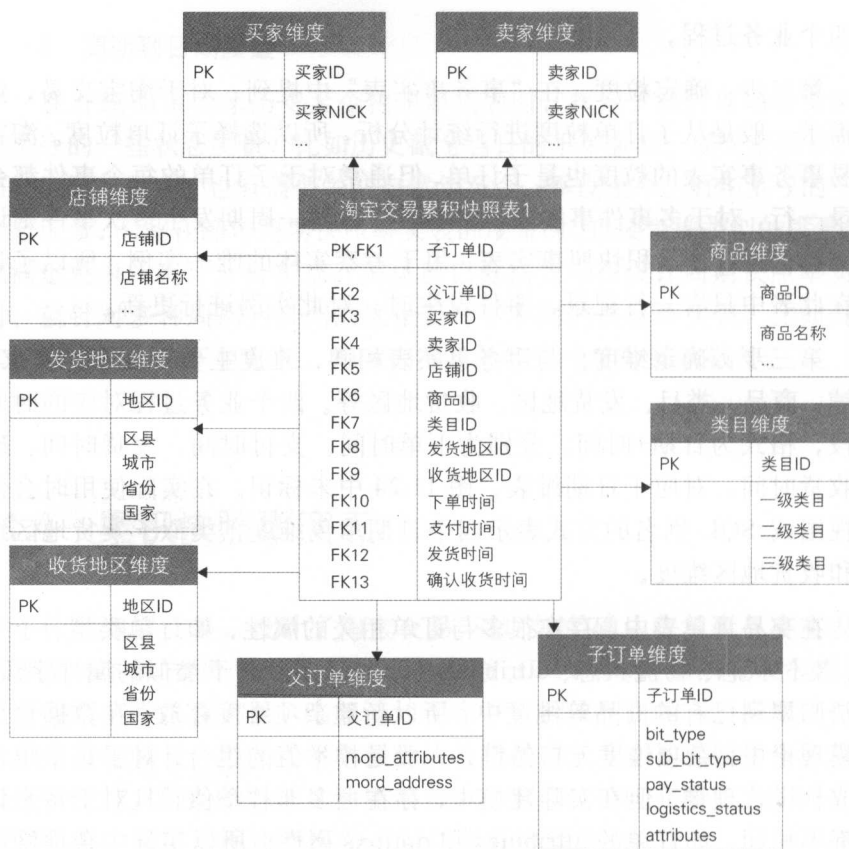 买家维度
PK 买家ID
买家NICK
...
卖家维度
PK 卖家ID
卖家NICK
...
店铺维度
PK 店铺ID
店铺名称
...
淘宝交易累积快照表1
PK,FK1 子订单ID
FK2 父订单ID
FK3 买家ID
FK4 卖家ID
FK5 店铺ID
FK6 商品ID
FK7 类目ID
发货地区ID
FK9 收货地区ID
FK10 下单时间
FK11 支付时间
FK12 发货时间
FK13 确认收货时间
商品维度
PK 商品ID
商品名称
...
发货地区维度
PK 地区ID
区县
城市
省份
国家
类目维度
PK 类目ID
一级类目
二级类目
三级类目
收货地区维度
PK 地区ID
区县
城市
省份
国家
父订单维度
PK 父订单ID
mord_attributes
mord_address
子订单维度
PK 子订单ID
bit_type
sub_bit_type
pay_status
logistics_status
attributes